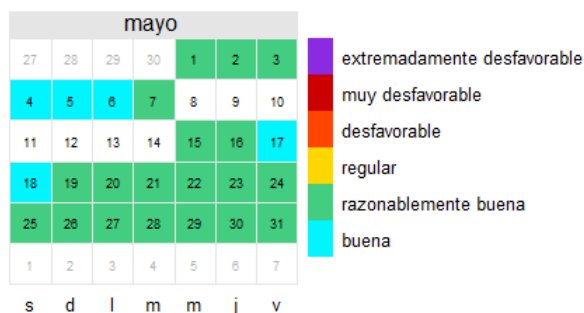 mayo
27 28 29 30 1 2 3
4 5 6 7 8 9 10
11 12 13 14 15 16 17
18 19 20 21 22 23 24
25 26 27 28 29 30 31
1 2 3 4 5 6 7
s d l m m j v
extremadamente desfavorable
muy desfavorable
desfavorable
regular
razonablemente buena
buena